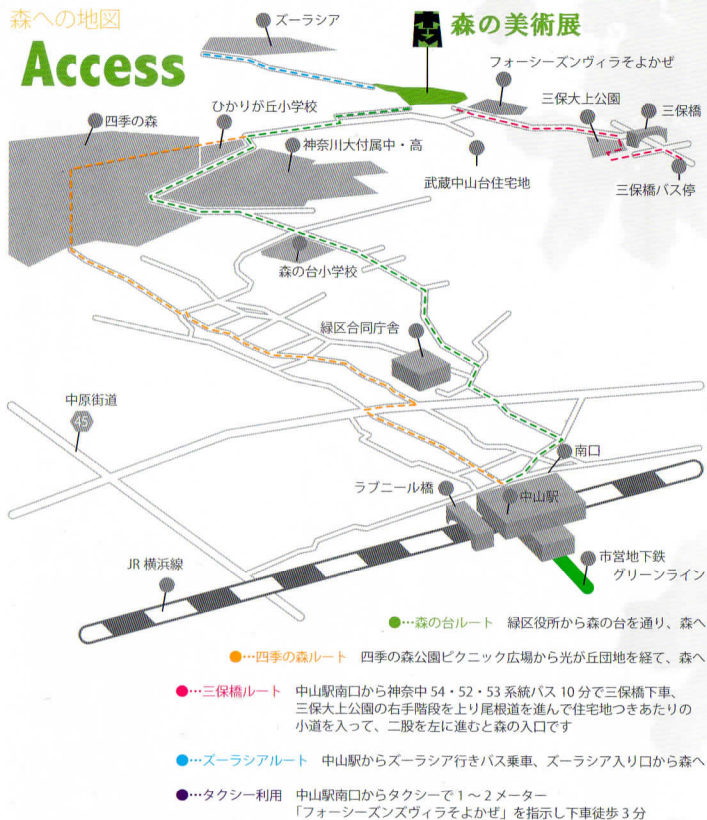 森への地図
Access
ズーラシア
森の美術展
フォーシーズンヴィラそよかぜ
ひかりが丘小学校
三保大上公園
三保橋
四季の森
神奈川大付属中・高
武蔵中山台住宅地
三保橋バス停
森の台小学校
緑区合同庁舎
中原街道
45
南口
ラプニール橋
中山駅
JR 横浜線
市営地下鉄
グリーンライン
●…森の台ルート 緑区役所から森の台を通り、森へ
●…四季の森ルート 四季の森公園ピクニック広場から光が丘団地を経て、森へ
●…三保橋ルート 中山駅南口から神奈中 54・52・53 系統バス 10 分で三保橋下車、
三保大上公園の右手階段を上り尾根道を進んで住宅地つきあたりの
小道を入って、二股を左に進むと森の入口です
●…ズーラシアルート 中山駅からズーラシア行きバス乗車、ズーラシア入り口から森へ
●…タクシー利用 中山駅南口からタクシーで 1 〜 2 メーター
「フォーシーズンズヴィラそよかぜ」を指示し下車徒歩 3 分